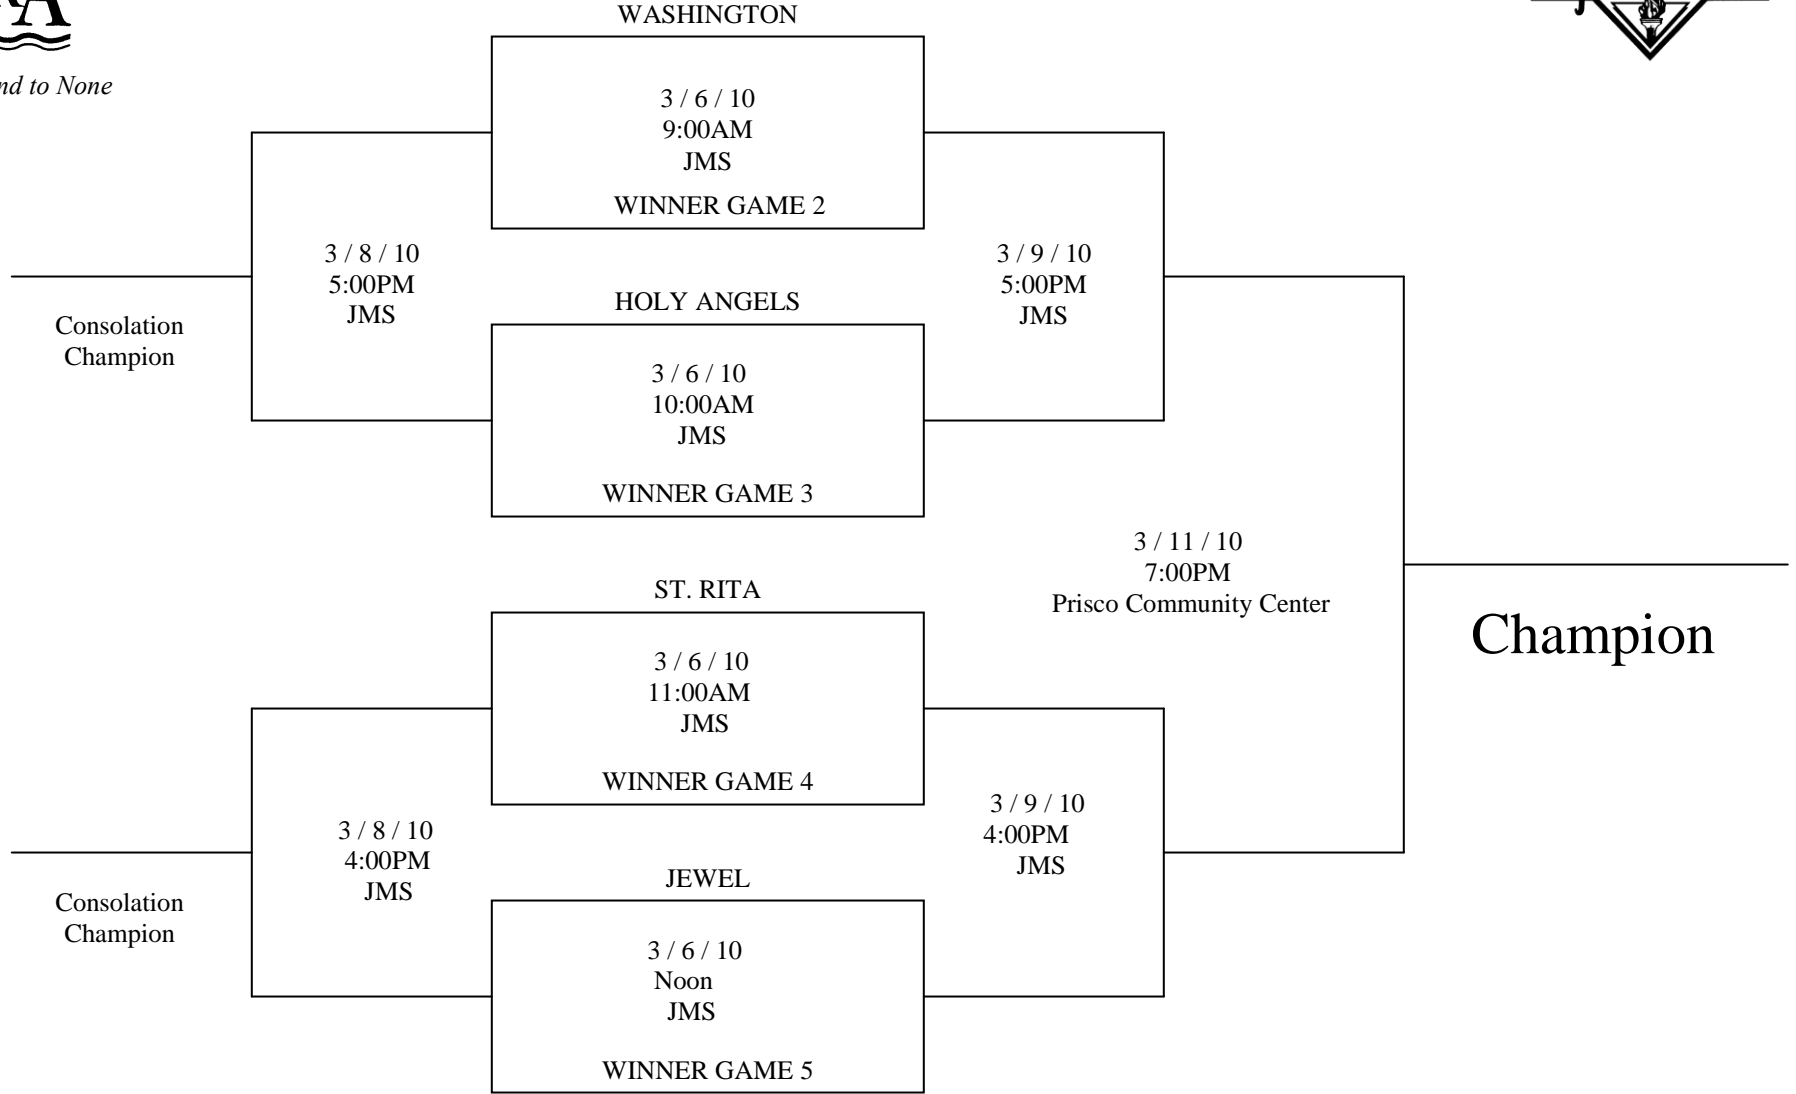 WASHINGTON
to None
3 / 6 / 10
9:00AM
JMS
WINNER GAME 2
3 / 8 / 10
5:00PM
JMS
3 / 9 / 10
5:00PM
JMS
HOLY ANGELS
Consolation
Champion
3 / 6 / 10
10:00AM
JMS
WINNER GAME 3
3 / 11 / 10
7:00PM
Prisco Community Center
ST. RITA
Champion
3 / 6 / 10
11:00AM
JMS
WINNER GAME 4
3 / 8 / 10
4:00PM
JMS
3 / 9 / 10
4:00PM
JMS
JEWEL
Consolation
Champion
3 / 6 / 10
Noon
JMS
WINNER GAME 5